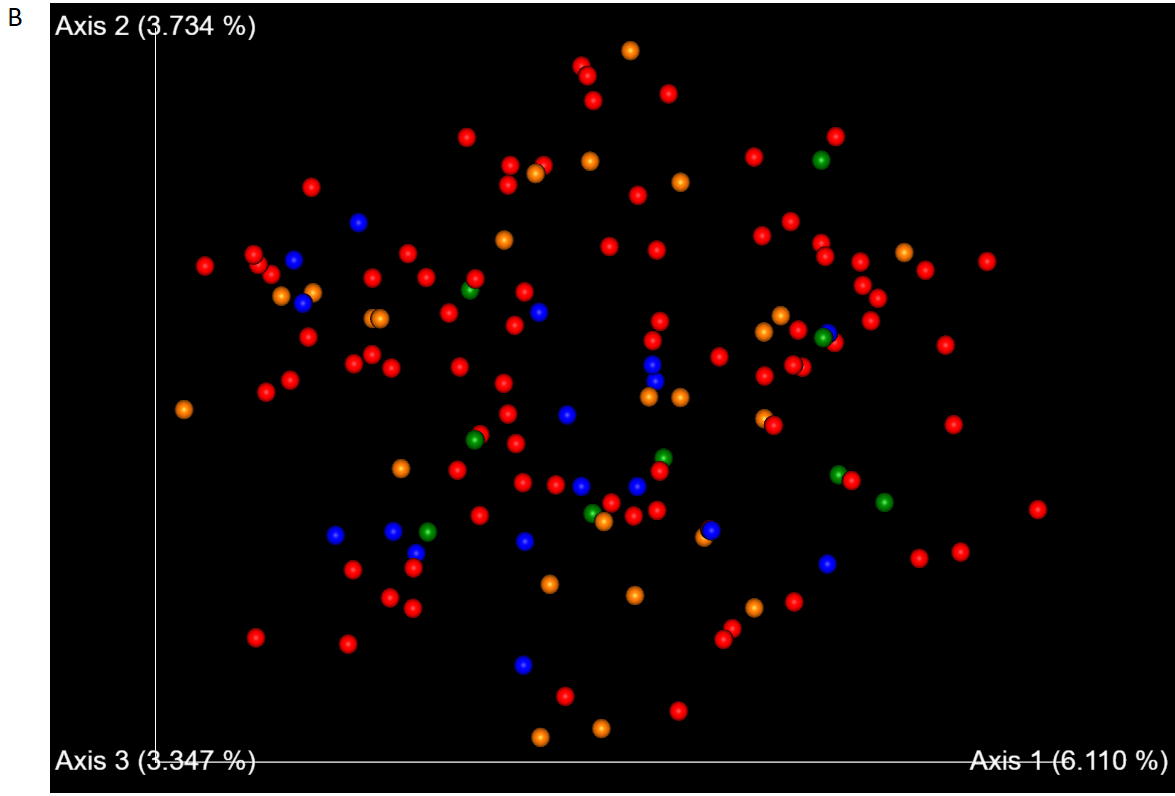 B
Axis 2 (3.734 %)
Axis 3 (3.347 %)
Axis 1 (6.110 %)